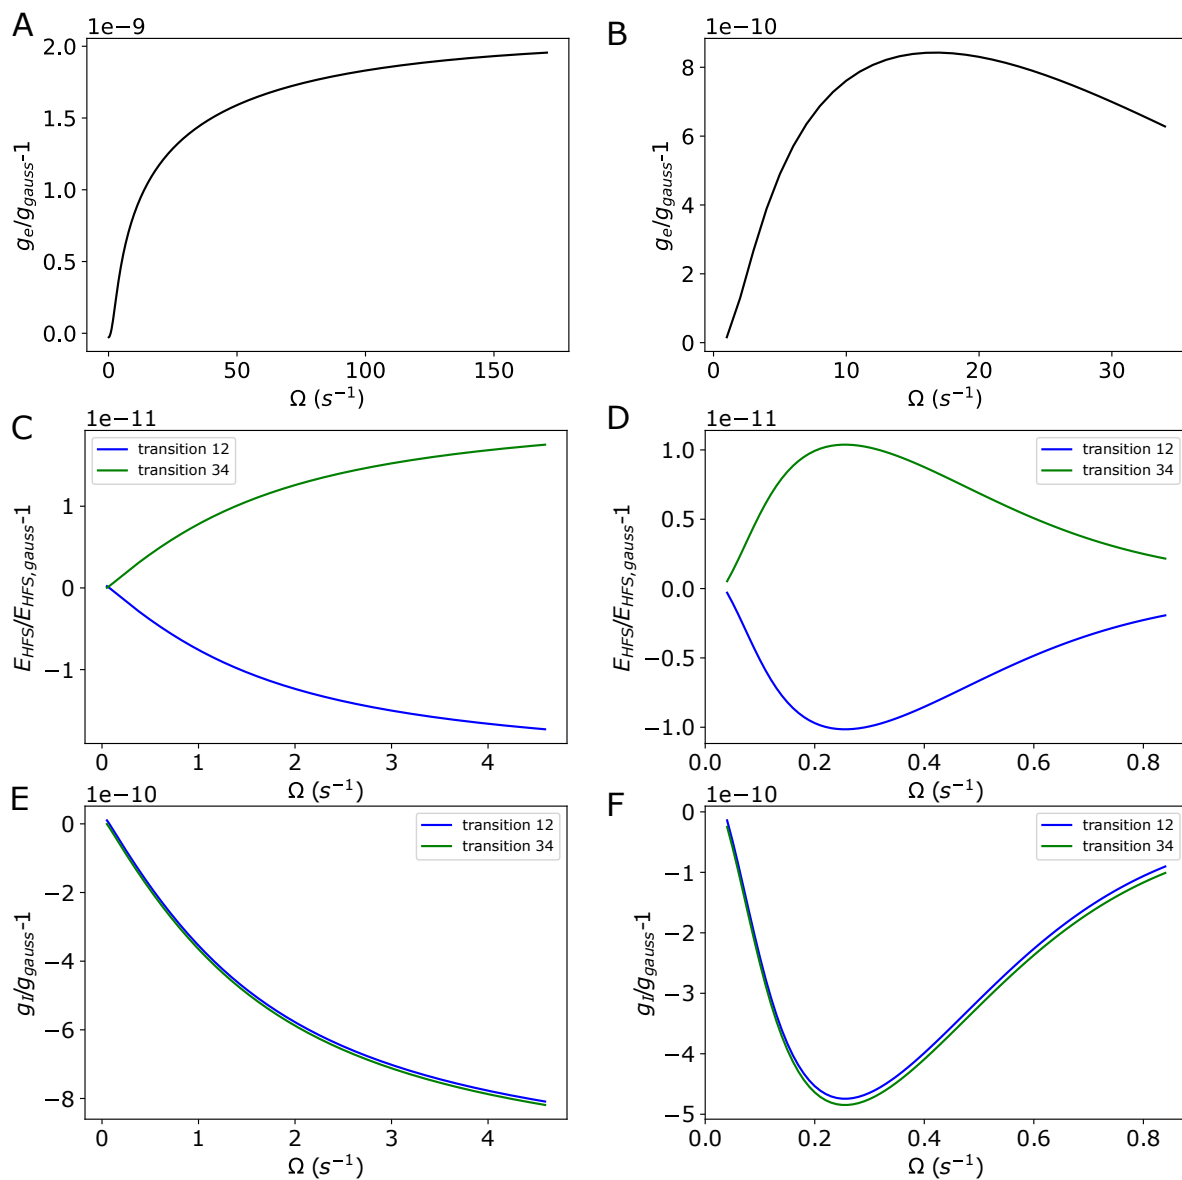 A
1e−9
2.0
1.5
1.0
0.5
0.0
g_e/g_gauss-1
0
50
100
150
Ω (s⁻¹)
B
1e−10
8
6
4
2
0
g_e/g_gauss-1
0
10
20
30
Ω (s⁻¹)
C
1e−11
transition 12
transition 34
1
0
−1
E_HFS/E_HFS,gauss-1
0
1
2
3
4
Ω (s⁻¹)
D
1e−11
transition 12
transition 34
1.0
0.5
0.0
−0.5
−1.0
E_HFS/E_HFS,gauss-1
0.0
0.2
0.4
0.6
0.8
Ω (s⁻¹)
E
1e−10
transition 12
transition 34
0
−2
−4
−6
−8
g_I/g_gauss-1
0
1
2
3
4
Ω (s⁻¹)
F
1e−10
transition 12
transition 34
0
−1
−2
−3
−4
−5
g_I/g_gauss-1
0.0
0.2
0.4
0.6
0.8
Ω (s⁻¹)